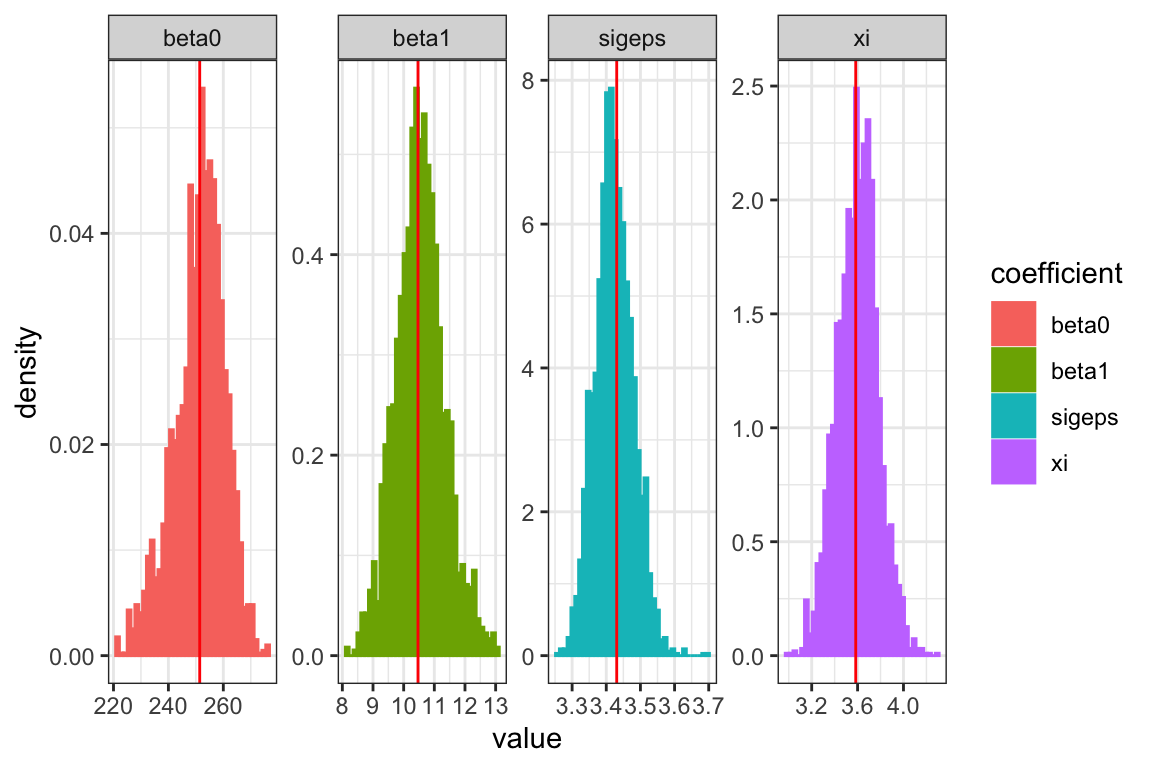 beta0 beta1 sigeps xi
density
0.04
0.02
0.00
0.4
0.2
0.0
8
6
4
2
0
2.5
2.0
1.5
1.0
0.5
0.0
220 240 260
8 9 10 11 12 13
3.3 3.4 3.5 3.6 3.7
3.2 3.6 4.0
value
coefficient
beta0
beta1
sigeps
xi